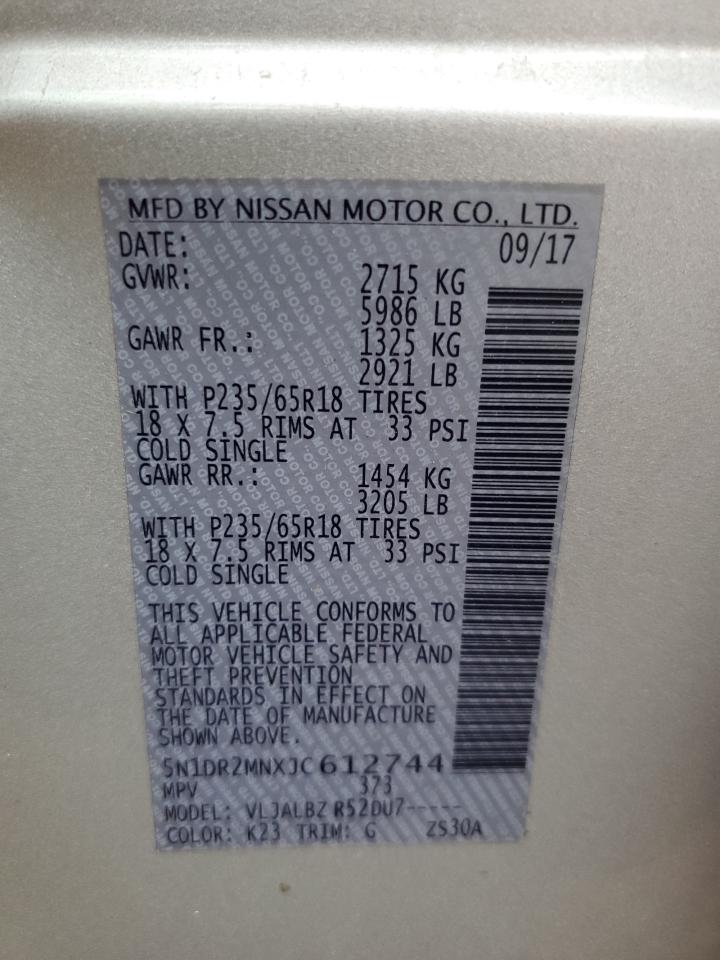 MFD BY NISSAN MOTOR CO., LTD.
DATE: 09/17
GVWR: 2715 KG
5986 LB
GAWR FR.: 1325 KG
2921 LB
WITH P235/65R18 TIRES
18 X 7.5 RIMS AT 33 PSI
COLD SINGLE
GAWR RR.: 1454 KG
3205 LB
WITH P235/65R18 TIRES
18 X 7.5 RIMS AT 33 PSI
COLD SINGLE
THIS VEHICLE CONFORMS TO
ALL APPLICABLE FEDERAL
MOTOR VEHICLE SAFETY AND
THEFT PREVENTION
STANDARDS IN EFFECT ON
THE DATE OF MANUFACTURE
SHOWN ABOVE.
5N1DR2MNXJC612744
MPV 373
MODEL: VLJALBZ R52DU7-----
COLOR: K23 TRIM: G ZS30A